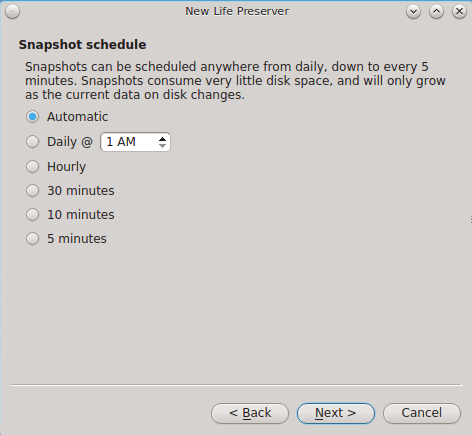 New Life Preserver
Snapshot schedule
Snapshots can be scheduled anywhere from daily, down to every 5
minutes. Snapshots consume very little disk space, and will only grow
as the current data on disk changes.
Automatic
Daily @ 1 AM
Hourly
30 minutes
10 minutes
5 minutes
< Back Next > Cancel